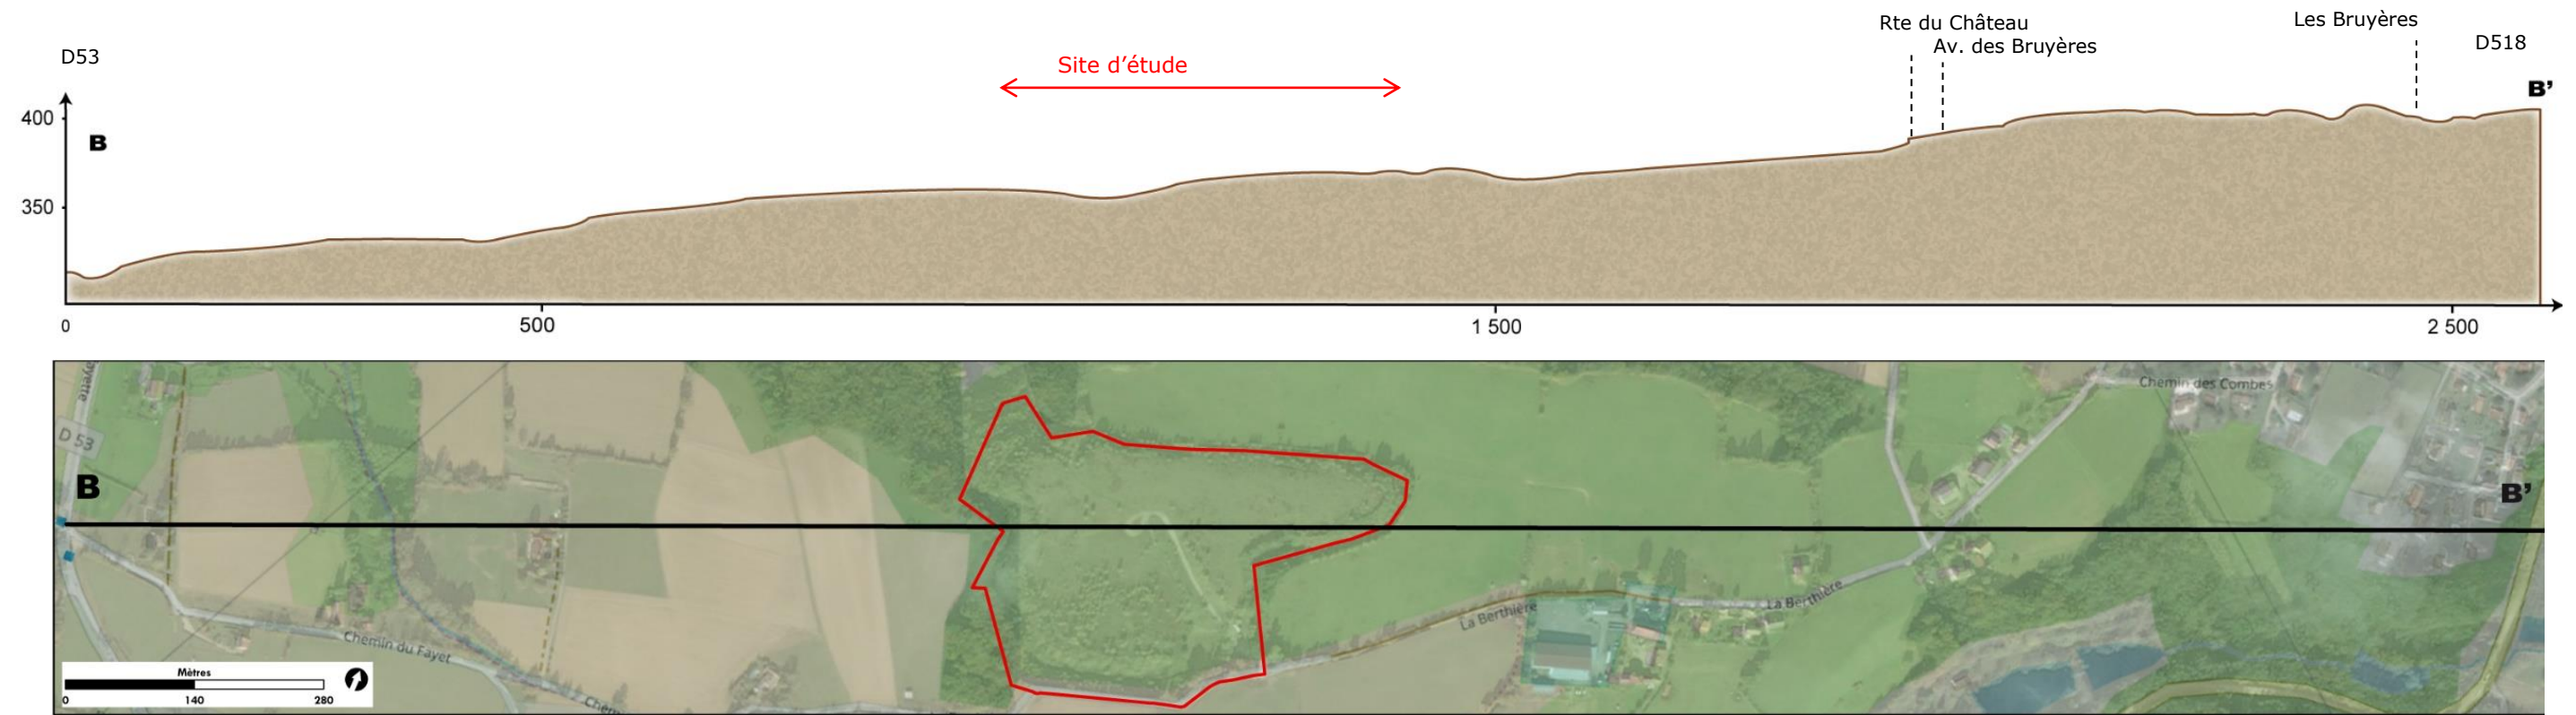 Rte du Château
Les Bruyères
Av. des Bruyères
D518
D53
Site d'étude
B'
400
B
350
0
500
1 500
2 500
ayette
Chemin des Combes
D 53
B
B'
La Berthière
La Berthière
Chemin du Fayet
Mètres
0
140
280